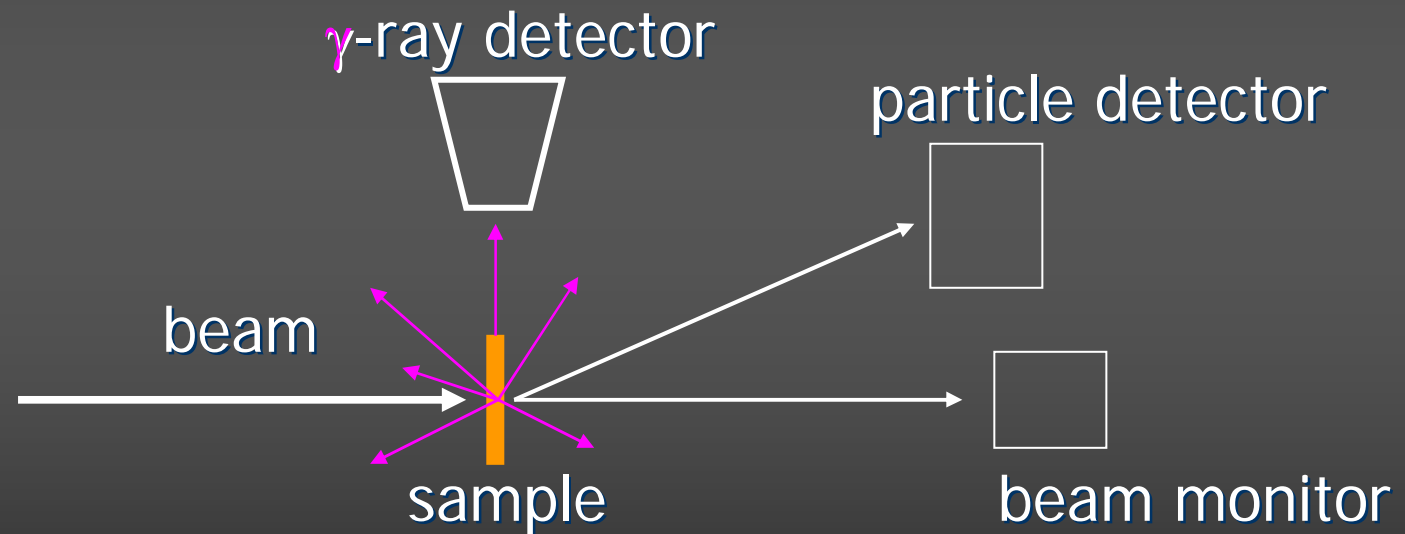 γ-ray detector
particle detector
beam
sample
beam monitor